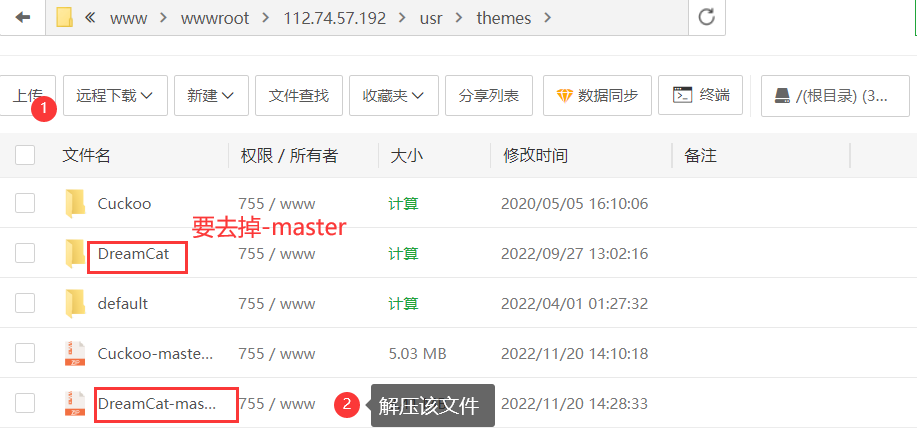 www > wwwroot > 112.74.57.192 > usr > themes >
上传 远程下载 新建 文件查找 收藏夹 分享列表 数据同步 终端 /(根目录) (3...
1
文件名 权限 / 所有者 大小 修改时间 备注
Cuckoo 755 / www 计算 2020/05/05 16:10:06
要去掉-master
DreamCat 755 / www 计算 2022/09/27 13:02:16
default 755 / www 计算 2022/04/01 01:27:32
Cuckoo-maste... 755 / www 5.03 MB 2022/11/20 14:10:18
DreamCat-mas... 755 / www 2 解压该文件 2022/11/20 14:28:33